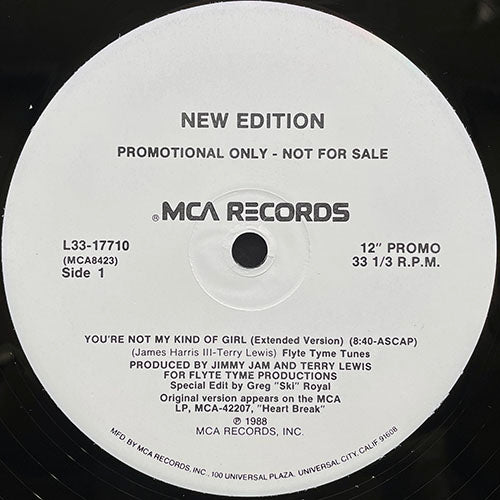 NEW EDITION
PROMOTIONAL ONLY - NOT FOR SALE
® MCA RECORDS
L33-17710
(MCA8423)
Side 1
12" PROMO
33 1/3 R.P.M.
YOU'RE NOT MY KIND OF GIRL (Extended Version) (8:40-ASCAP)
(James Harris III-Terry Lewis) Flyte Tyme Tunes
PRODUCED BY JIMMY JAM AND TERRY LEWIS
FOR FLYTE TYME PRODUCTIONS
Special Edit by Greg "Ski" Royal
Original version appears on the MCA
LP, MCA-42207, "Heart Break"
℗ 1988
MCA RECORDS, INC.
MFD BY MCA RECORDS, INC., 100 UNIVERSAL PLAZA, UNIVERSAL CITY, CALIF. 91608